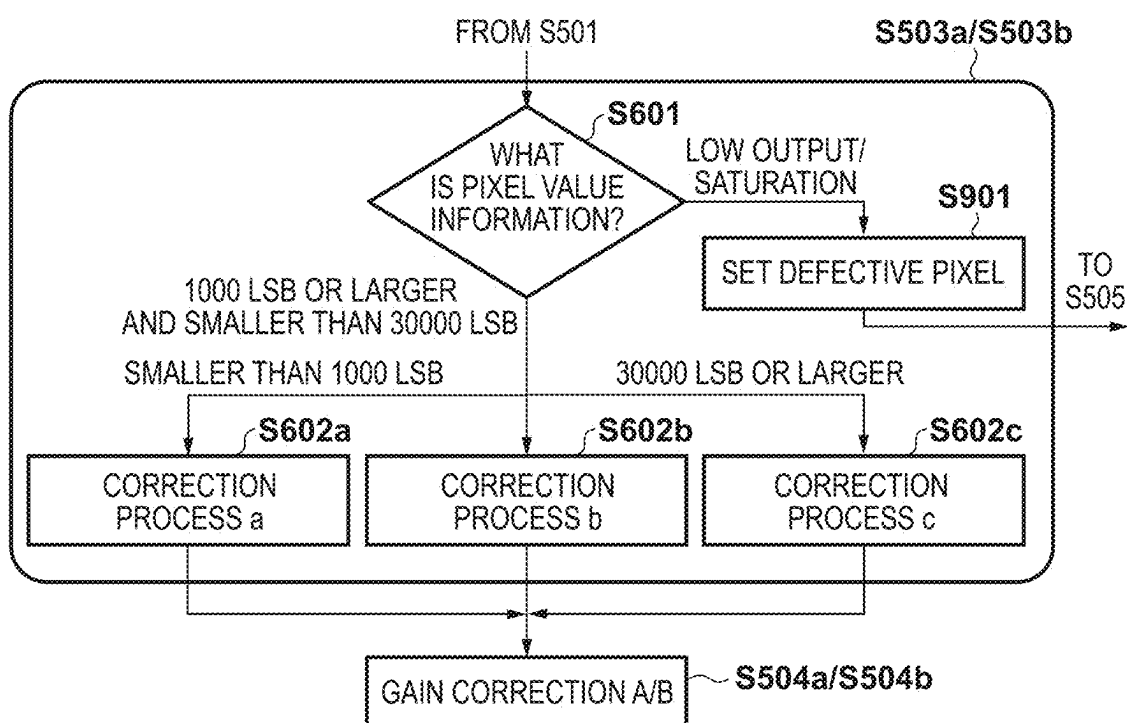 FROM S501
S503a/S503b
S601
WHAT
IS PIXEL VALUE
INFORMATION?
LOW OUTPUT/
SATURATION
S901
SET DEFECTIVE PIXEL
TO
S505
1000 LSB OR LARGER
AND SMALLER THAN 30000 LSB
SMALLER THAN 1000 LSB
30000 LSB OR LARGER
S602a
S602b
S602c
CORRECTION
PROCESS a
CORRECTION
PROCESS b
CORRECTION
PROCESS c
GAIN CORRECTION A/B
S504a/S504b